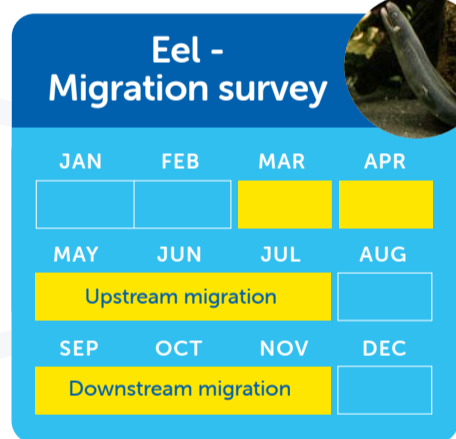 Eel -
Migration survey
JAN FEB MAR APR
MAY JUN JUL AUG
Upstream migration
SEP OCT NOV DEC
Downstream migration